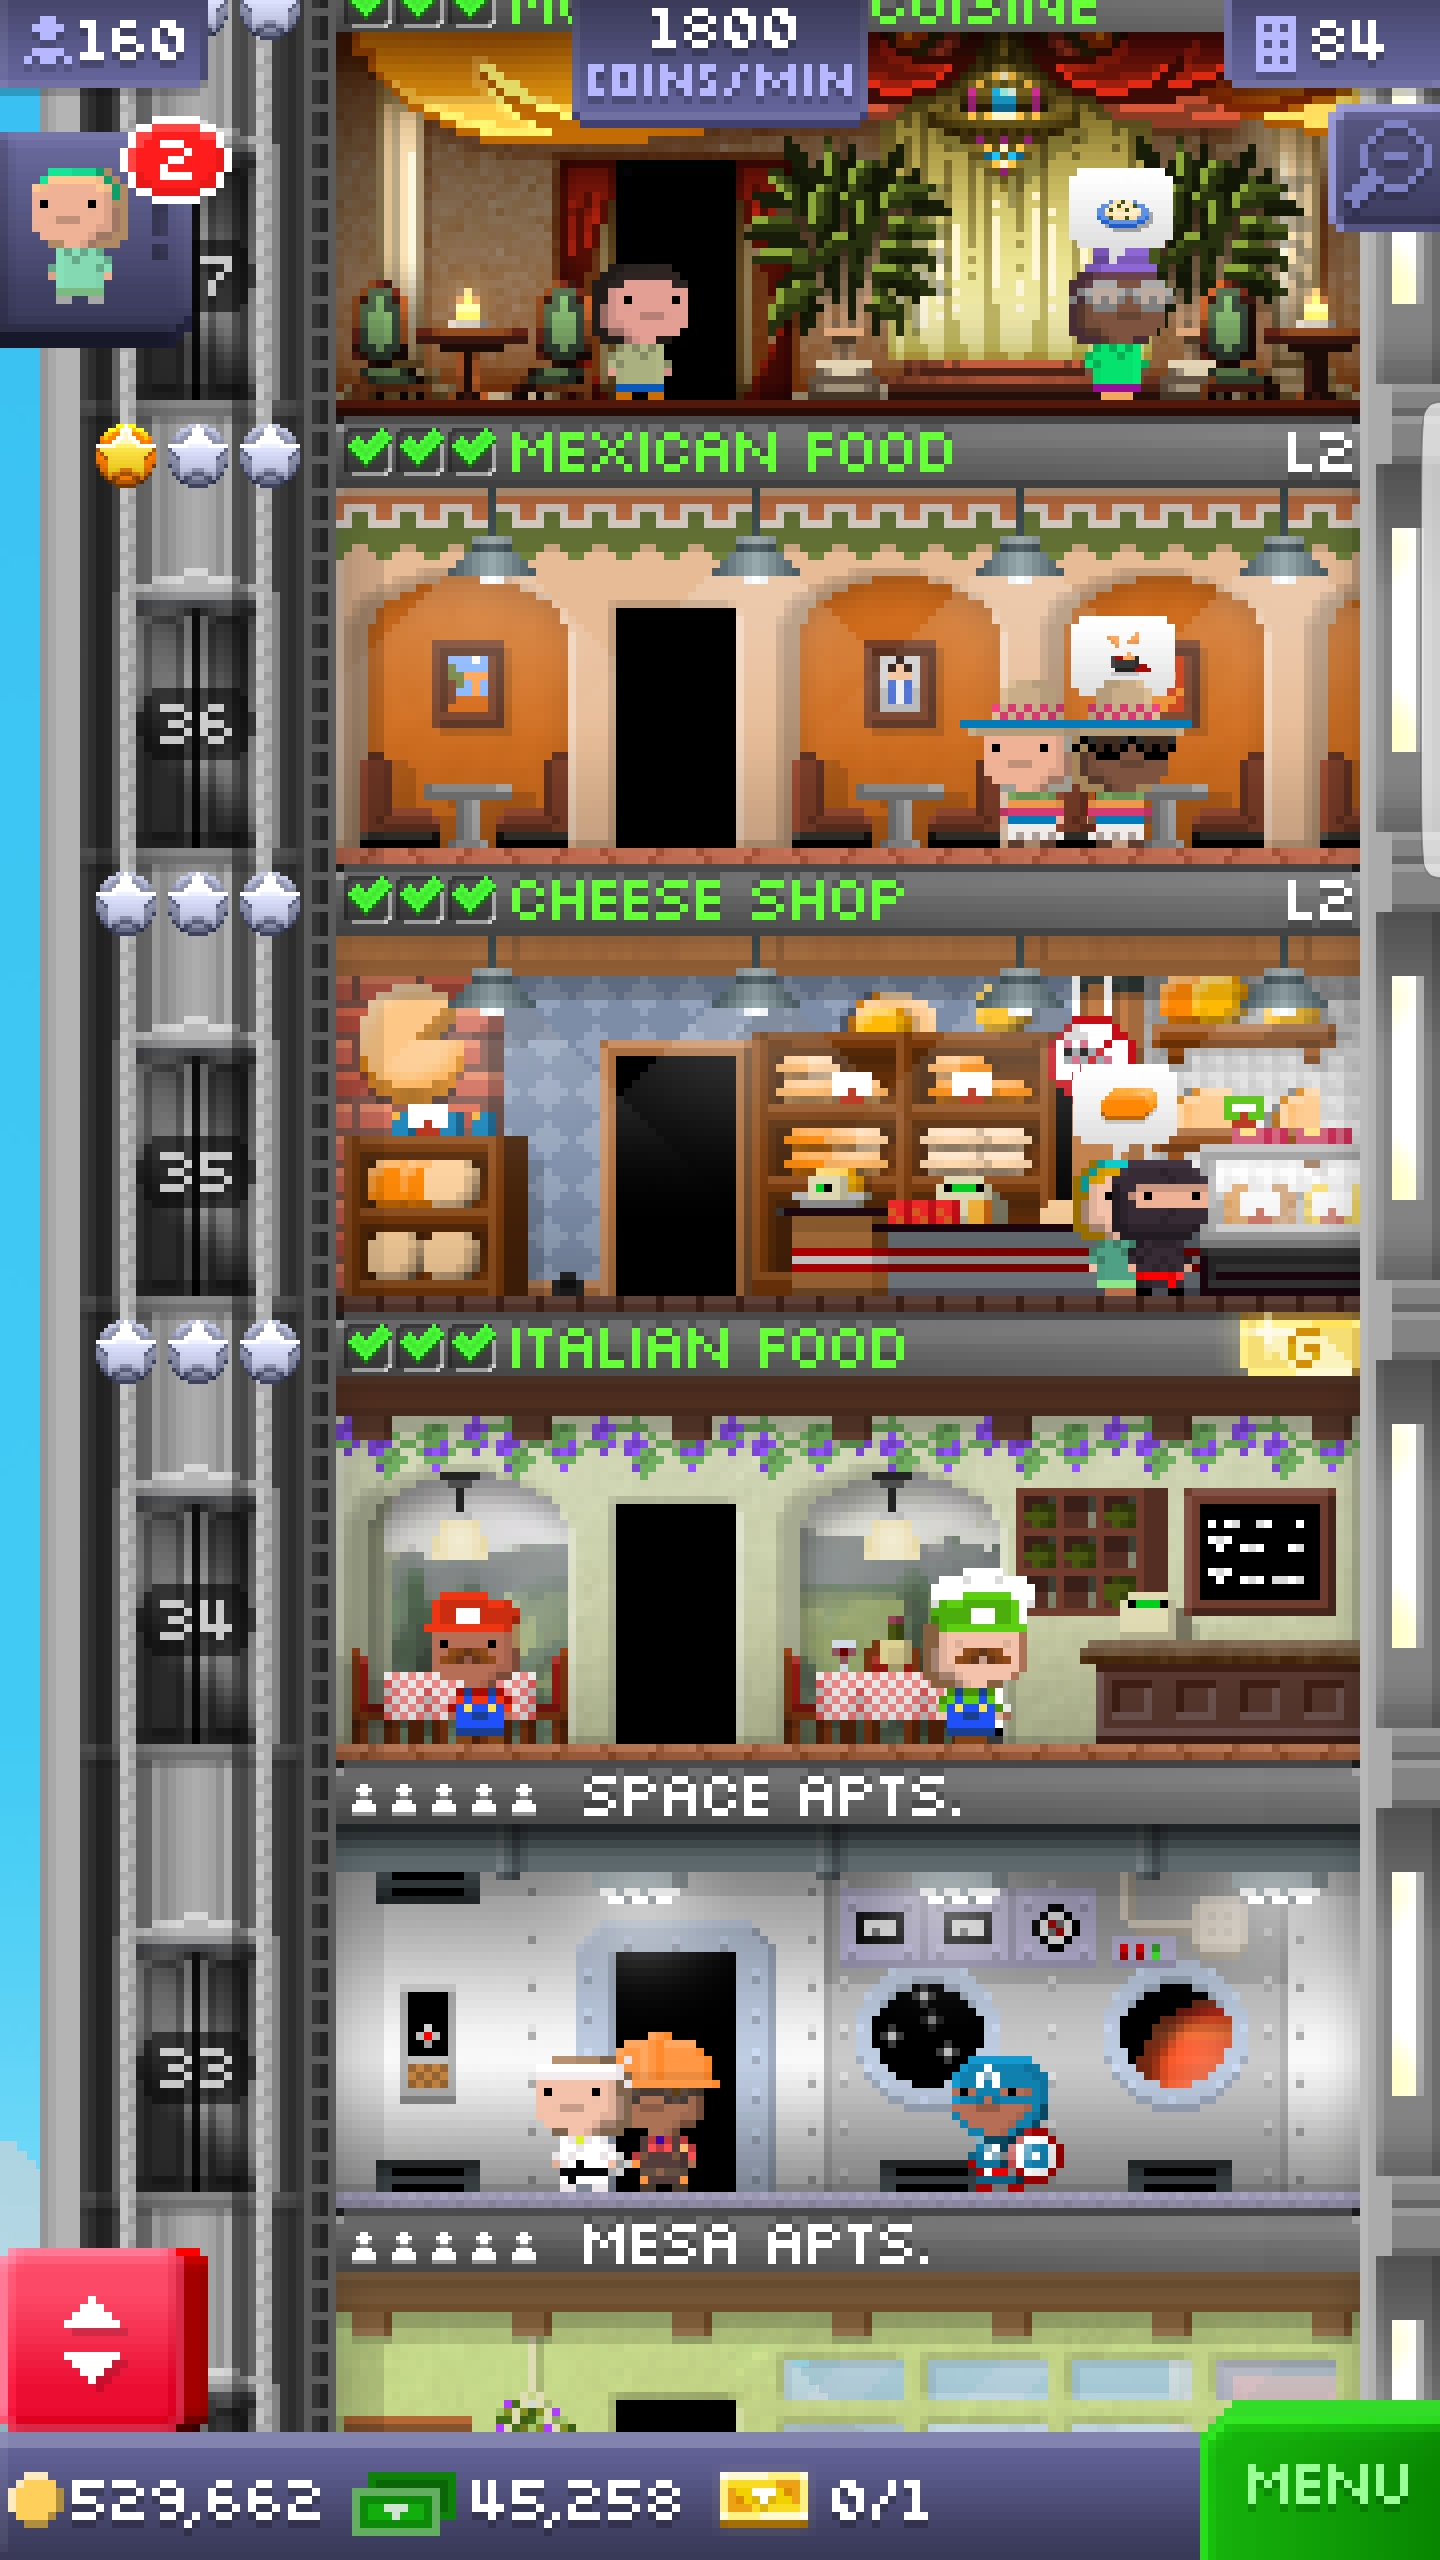 CUISINE
160
1800
COINS/MIN
84
2
7
MEXICAN FOOD L2
36
CHEESE SHOP L2
35
ITALIAN FOOD G
34
SPACE APTS.
33
MESA APTS.
529,662 45,258 0/1 MENU